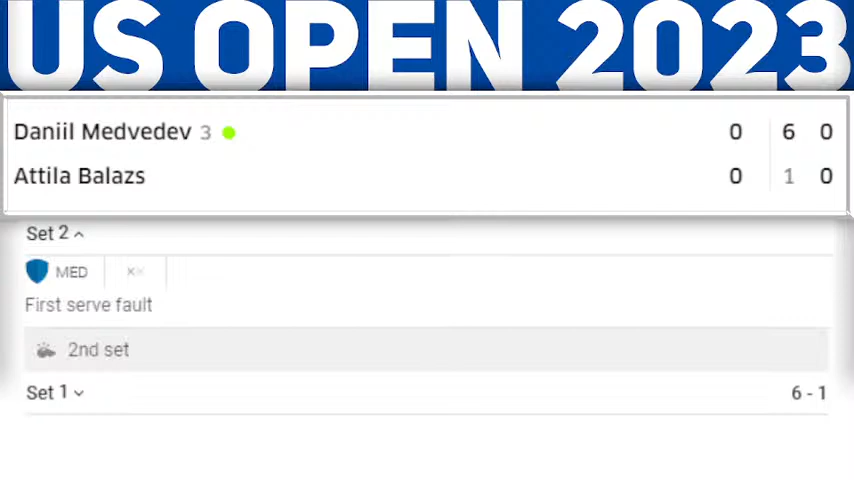 US OPEN 2023
Daniil Medvedev 3 0 6 0
Attila Balazs 0 1 0
Set 2
MED ××
First serve fault
2nd set
Set 1 6 - 1